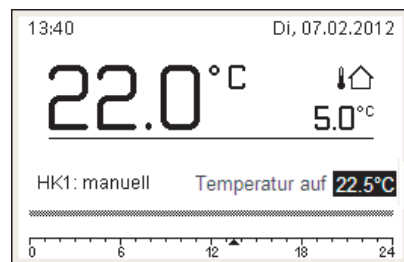 13:40 Di, 07.02.2012
22.0°C
5.0°C
HK1: manuell Temperatur auf 22.5°C
0 6 12 18 24